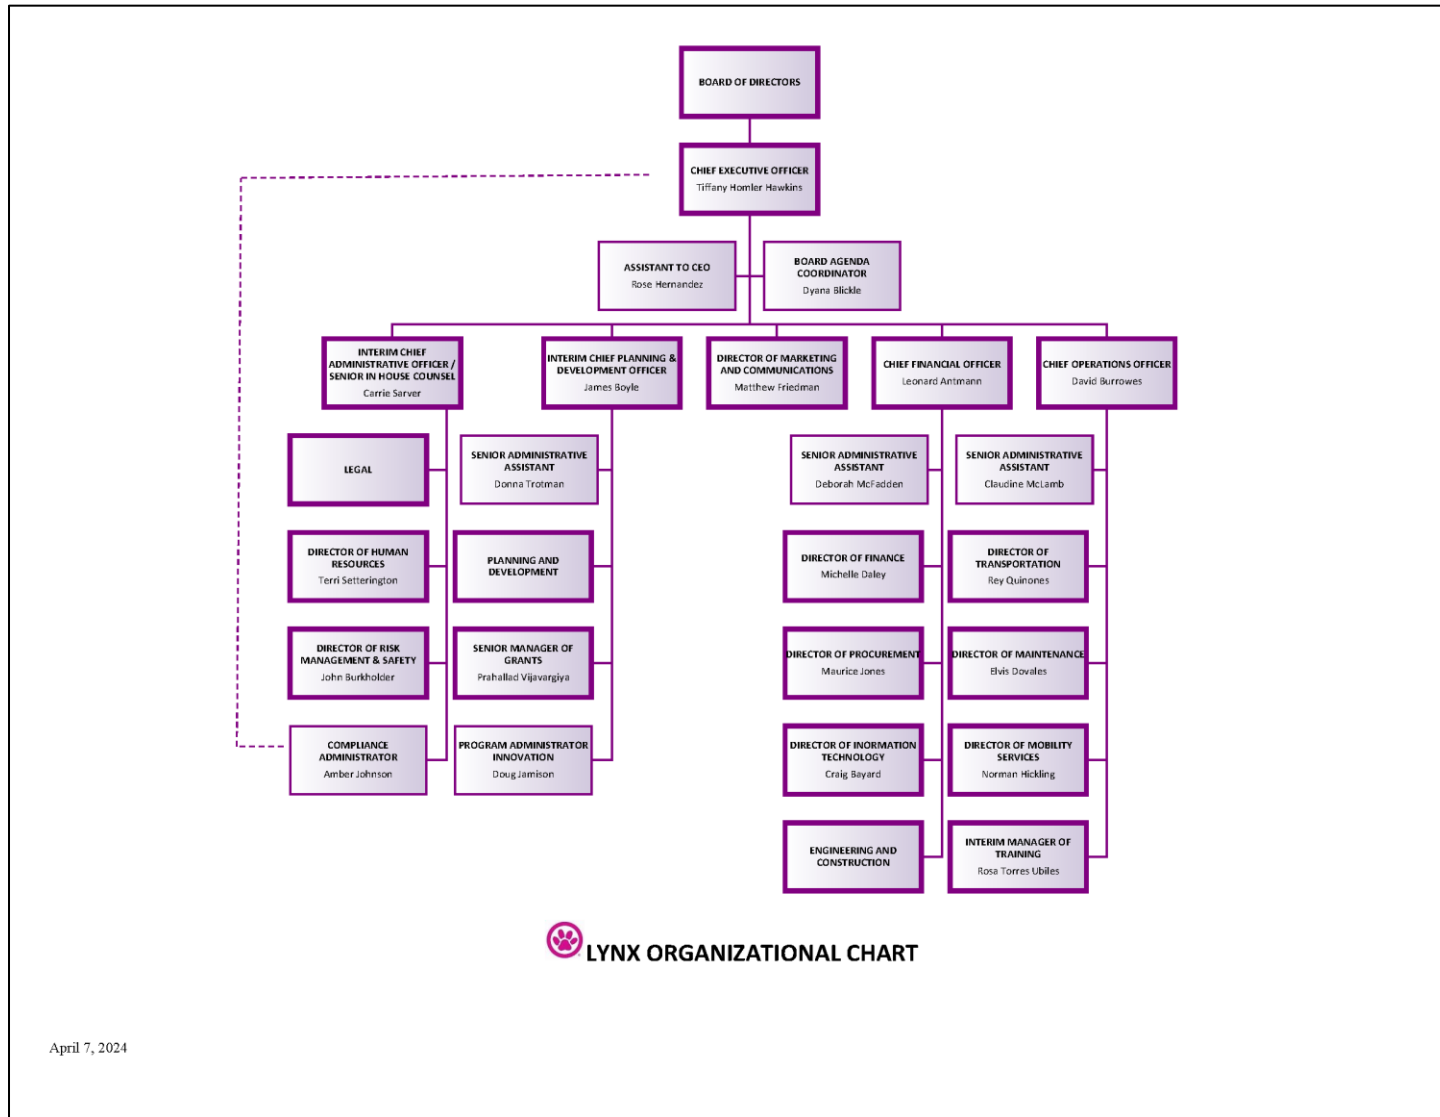 BOARD OF DIRECTORS
CHIEF EXECUTIVE OFFICER
Tiffany Homler Hawkins
ASSISTANT TO CEO
Rose Hernandez
BOARD AGENDA
COORDINATOR
Dyana Blickle
INTERIM CHIEF
ADMINISTRATIVE OFFICER /
SENIOR IN HOUSE COUNSEL
Carrie Sarver
INTERIM CHIEF PLANNING &
DEVELOPMENT OFFICER
James Boyle
DIRECTOR OF MARKETING
AND COMMUNICATIONS
Matthew Friedman
CHIEF FINANCIAL OFFICER
Leonard Antmann
CHIEF OPERATIONS OFFICER
David Burrowes
LEGAL
SENIOR ADMINISTRATIVE
ASSISTANT
Donna Trotman
SENIOR ADMINISTRATIVE
ASSISTANT
Deborah McFadden
SENIOR ADMINISTRATIVE
ASSISTANT
Claudine McLamb
DIRECTOR OF HUMAN
RESOURCES
Terri Setterington
PLANNING AND
DEVELOPMENT
DIRECTOR OF FINANCE
Michelle Daley
DIRECTOR OF
TRANSPORTATION
Rey Quinones
DIRECTOR OF RISK
MANAGEMENT & SAFETY
John Burkholder
SENIOR MANAGER OF
GRANTS
Prahallad Vijavargiya
DIRECTOR OF PROCUREMENT
Maurice Jones
DIRECTOR OF MAINTENANCE
Elvis Dovales
COMPLIANCE
ADMINISTRATOR
Amber Johnson
PROGRAM ADMINISTRATOR
INNOVATION
Doug Jamison
DIRECTOR OF INORMATION
TECHNOLOGY
Craig Bayard
DIRECTOR OF MOBILITY
SERVICES
Norman Hickling
ENGINEERING AND
CONSTRUCTION
INTERIM MANAGER OF
TRAINING
Rosa Torres Ubiles
LYNX ORGANIZATIONAL CHART
April 7, 2024